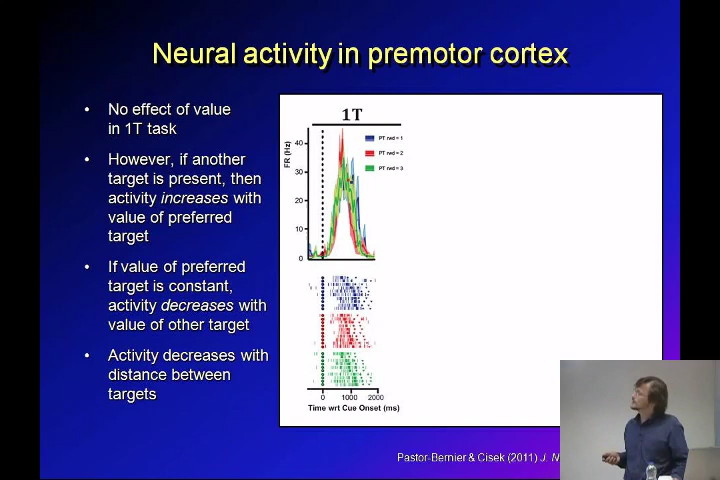 Neural activity in premotor cortex
• No effect of value
in 1T task
• However, if another
target is present, then
activity increases with
value of preferred
target
• If value of preferred
target is constant,
activity decreases with
value of other target
• Activity decreases with
distance between
targets
1T
FR (Hz)
40
30
20
10
0
PT rwd = 1
PT rwd = 2
PT rwd = 3
0 1000 2000
Time wrt Cue Onset (ms)
Pastor-Bernier & Cisek (2011) J. N